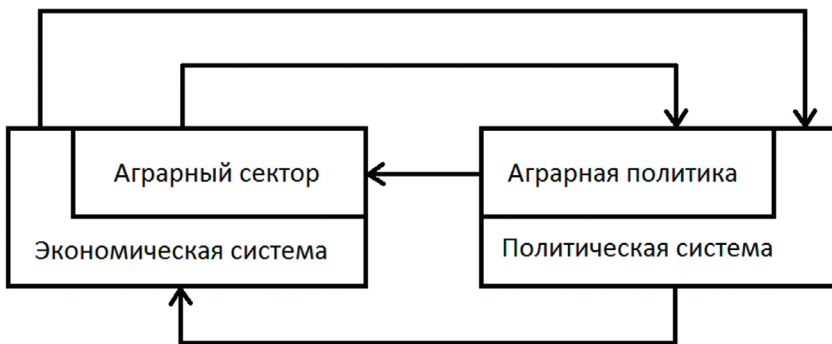 Аграрный сектор
Аграрная политика
Экономическая система
Политическая система